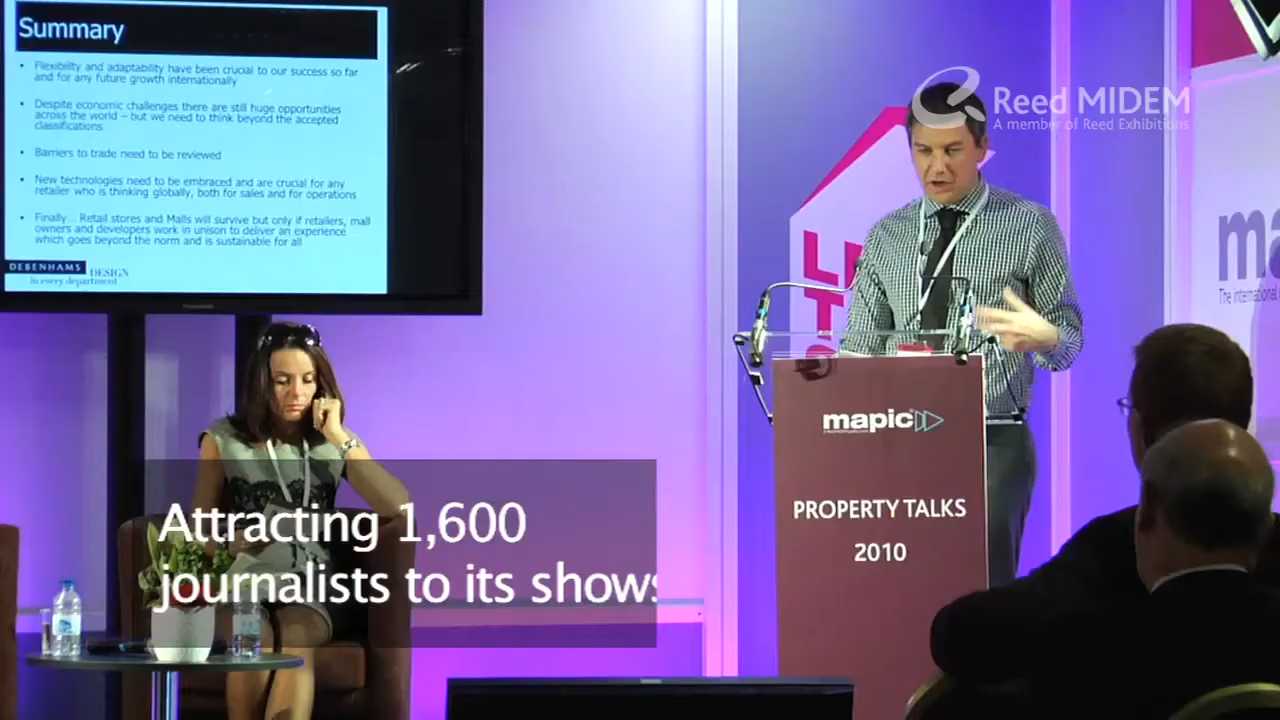 Summary
• Flexibility and adaptability have been crucial to our success so far
and for any future growth internationally
• Despite economic challenges there are still huge opportunities
across the world – but we need to think beyond the accepted
classifications
• Barriers to trade need to be reviewed
• New technologies need to be embraced and are crucial for any
retailer who is thinking globally, both for sales and for operations
• Finally... Retail stores and Malls will survive but only if retailers, mall
owners and developers work in unison to deliver an experience
which goes beyond the norm and is sustainable for all
DEBENHAMS DESIGN
in every department
Reed MIDEM
A member of Reed Exhibitions
ma
The international
mapic
PROPERTY TALKS
2010
Attracting 1,600
journalists to its shows